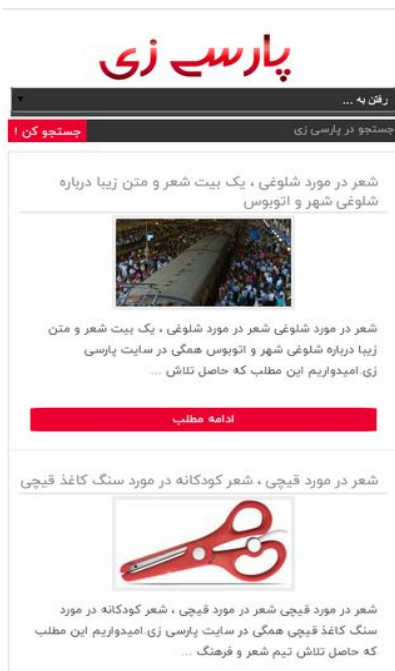 پارسی زی
رفتن به ...
جستجو در پارسی زی
جستجو کن !
شعر در مورد شلوغی ، یک بیت شعر و متن زیبا درباره
شلوغی شهر و اتوبوس
شعر در مورد شلوغی شعر در مورد شلوغی ، یک بیت شعر و متن
زیبا درباره شلوغی شهر و اتوبوس همگی در سایت پارسی
زی.امیدواریم این مطلب که حاصل تلاش ...
ادامه مطلب
شعر در مورد قیچی ، شعر کودکانه در مورد سنگ کاغذ قیچی
شعر در مورد قیچی شعر در مورد قیچی ، شعر کودکانه در مورد
سنگ کاغذ قیچی همگی در سایت پارسی زی.امیدواریم این مطلب
که حاصل تلاش تیم شعر و فرهنگ ...